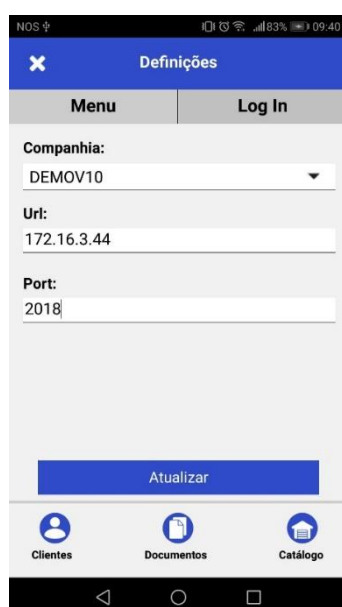 NOS 83% 09:40
Definições
Menu Log In
Companhia:
DEMOV10
Url:
172.16.3.44
Port:
2018
Atualizar
Clientes Documentos Catálogo